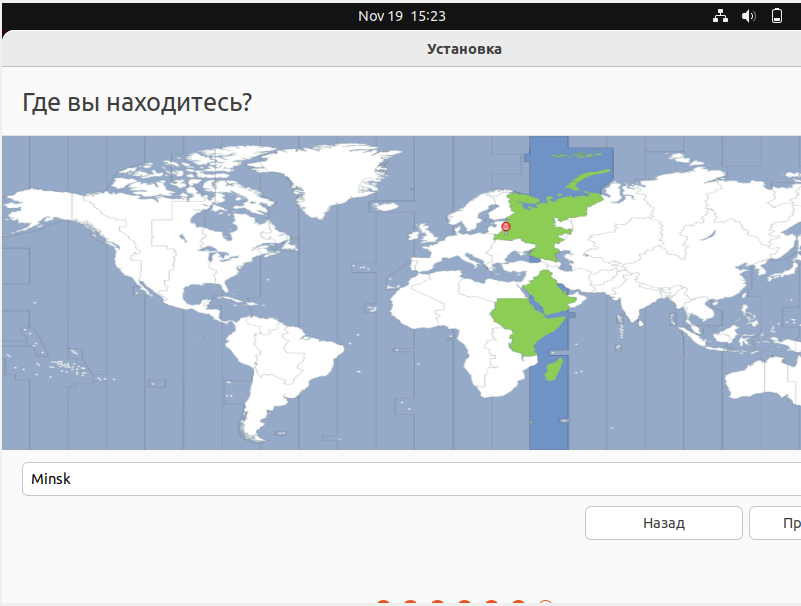 Nov 19 15:23
Установка
Где вы находитесь?
Minsk
Назад
Пр